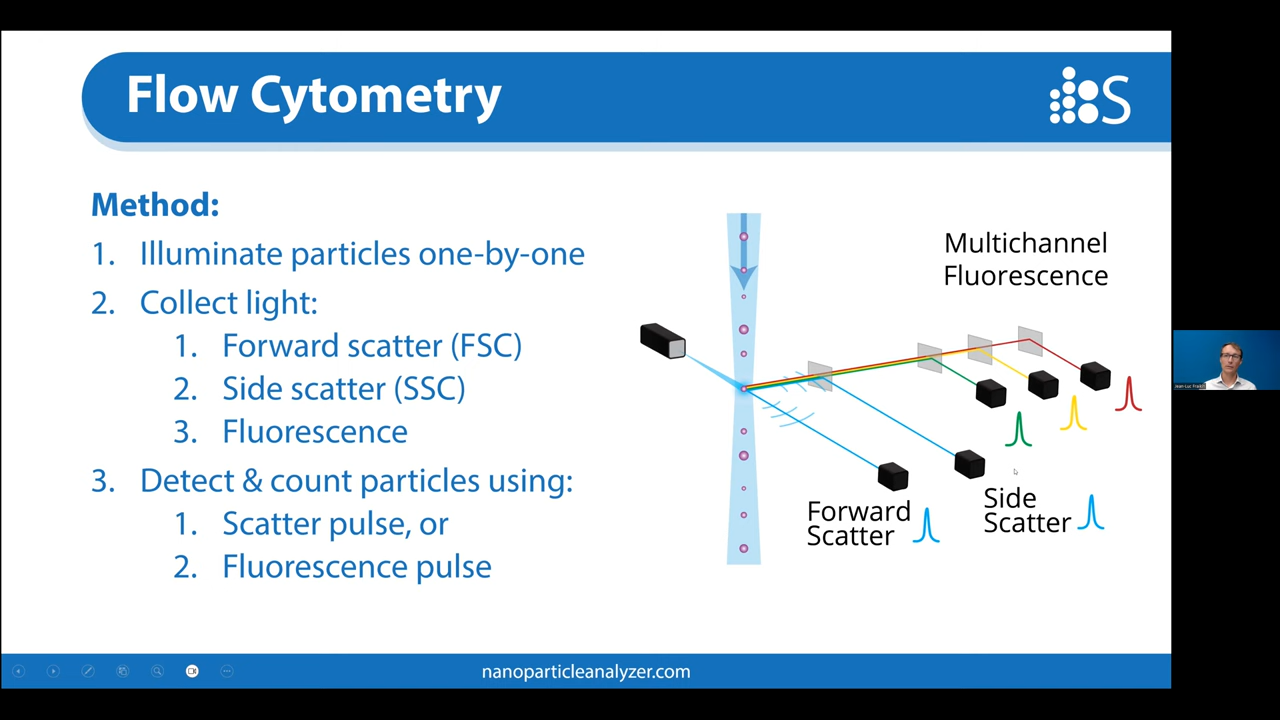 Flow Cytometry
S
Method:
1. Illuminate particles one-by-one
2. Collect light:
1. Forward scatter (FSC)
2. Side scatter (SSC)
3. Fluorescence
3. Detect & count particles using:
1. Scatter pulse, or
2. Fluorescence pulse
Multichannel
Fluorescence
Forward
Scatter
Side
Scatter
nanoparticleanalyzer.com